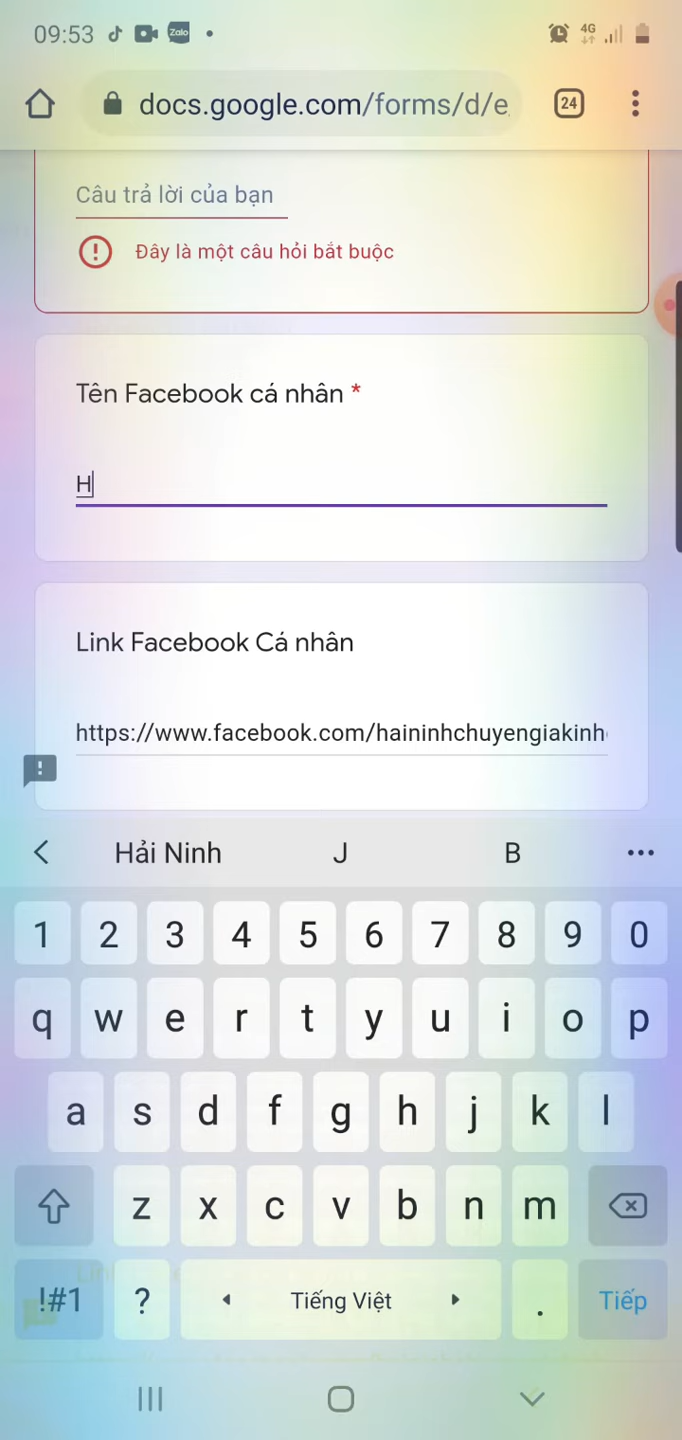 09:53
Zalo
4G
docs.google.com/forms/d/e
24
Câu trả lời của bạn
Đây là một câu hỏi bắt buộc
Tên Facebook cá nhân *
H
Link Facebook Cá nhân
https://www.facebook.com/haininhchuyengiakinh
Hải Ninh J B
1 2 3 4 5 6 7 8 9 0
q w e r t y u i o p
a s d f g h j k l
z x c v b n m
!#1 ? Tiếng Việt . Tiếp